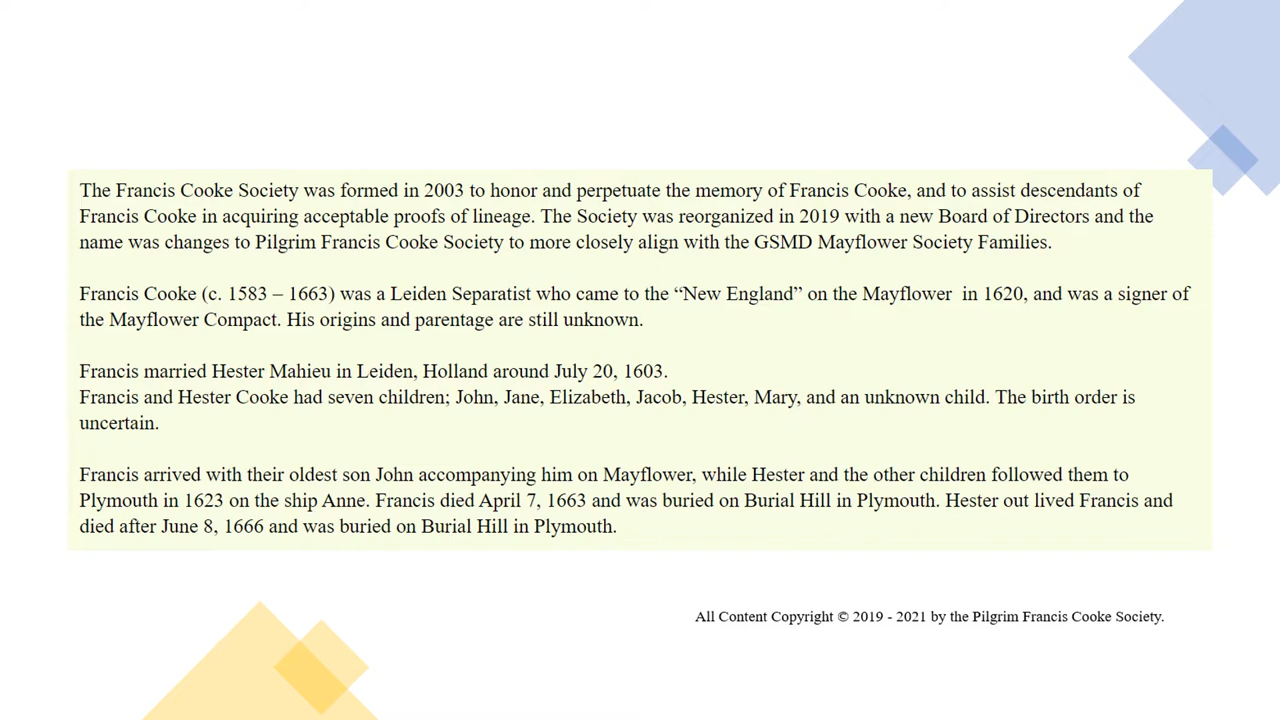 The Francis Cooke Society was formed in 2003 to honor and perpetuate the memory of Francis Cooke, and to assist descendants of
Francis Cooke in acquiring acceptable proofs of lineage. The Society was reorganized in 2019 with a new Board of Directors and the
name was changes to Pilgrim Francis Cooke Society to more closely align with the GSMD Mayflower Society Families.
Francis Cooke (c. 1583 – 1663) was a Leiden Separatist who came to the “New England” on the Mayflower in 1620, and was a signer of
the Mayflower Compact. His origins and parentage are still unknown.
Francis married Hester Mahieu in Leiden, Holland around July 20, 1603.
Francis and Hester Cooke had seven children; John, Jane, Elizabeth, Jacob, Hester, Mary, and an unknown child. The birth order is
uncertain.
Francis arrived with their oldest son John accompanying him on Mayflower, while Hester and the other children followed them to
Plymouth in 1623 on the ship Anne. Francis died April 7, 1663 and was buried on Burial Hill in Plymouth. Hester out lived Francis and
died after June 8, 1666 and was buried on Burial Hill in Plymouth.
All Content Copyright © 2019 - 2021 by the Pilgrim Francis Cooke Society.